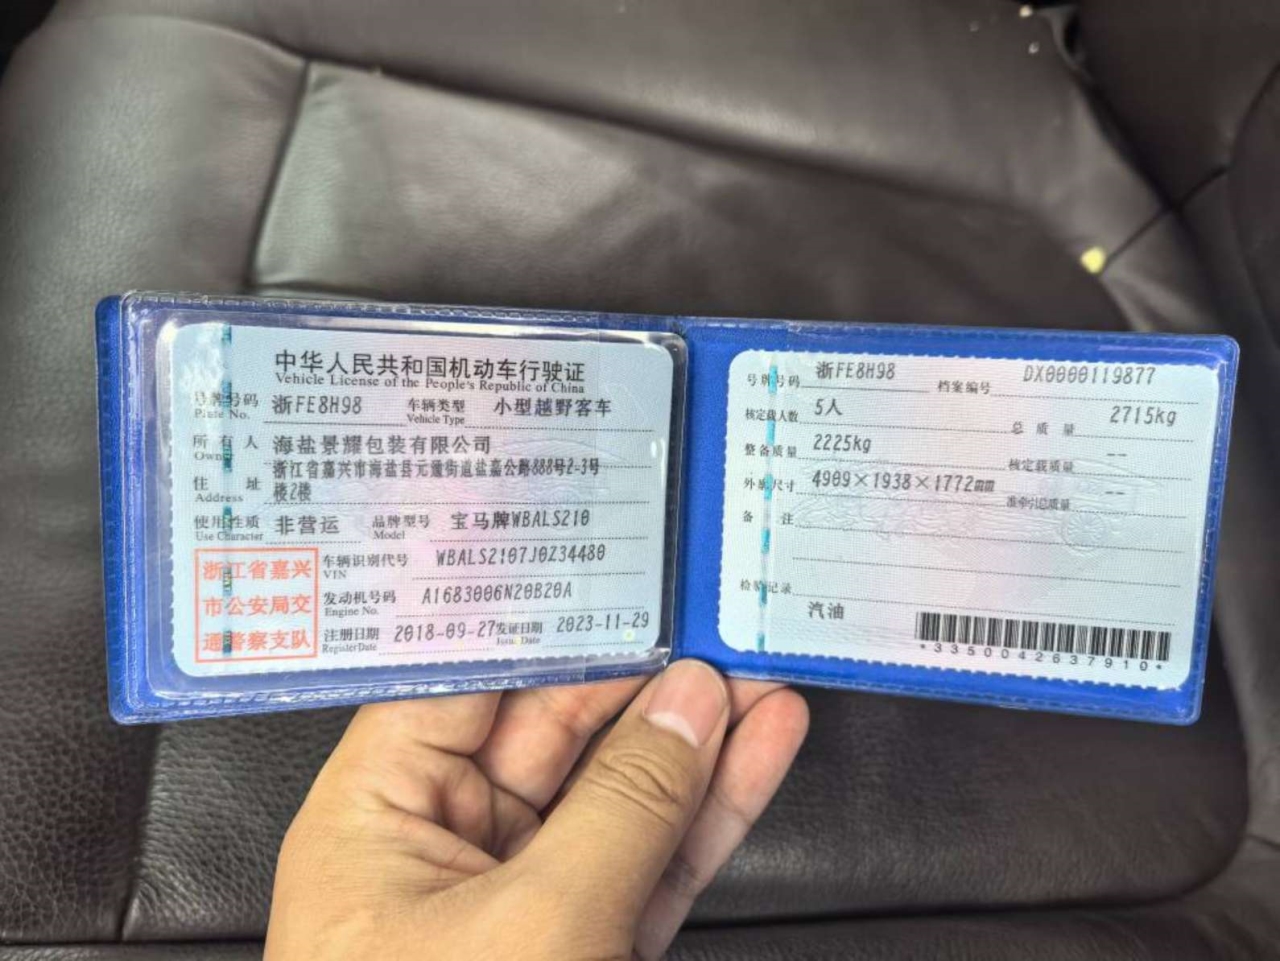 中华人民共和国机动车行驶证
Vehicle License of the People's Republic of China
号牌号码 浙FE8H98 车辆类型 小型越野客车
Plate No. Vehicle Type
所有人 海盐景耀包装有限公司
Owner
住址 浙江省嘉兴市海盐县元通街道盐嘉公路888号2-3号
Address 楼2楼
使用性质 非营运 品牌型号 宝马牌WBALS210
Use Character Model
浙江省嘉兴
市公安局交
通警察支队
车辆识别代号 WBALS2107J0Z34480
VIN
发动机号码 A1683006N20B20A
Engine No.
注册日期 2018-09-27 发证日期 2023-11-29
Register Date Issue Date
号牌号码 浙FE8H98 档案编号 DX0000119877
核定载人数 5人 总质量 2715kg
整备质量 2225kg 核定载质量 --
外廓尺寸 4909×1938×1772mm 准牵引总质量 --
备注
检验记录
汽油
*3350042637910*